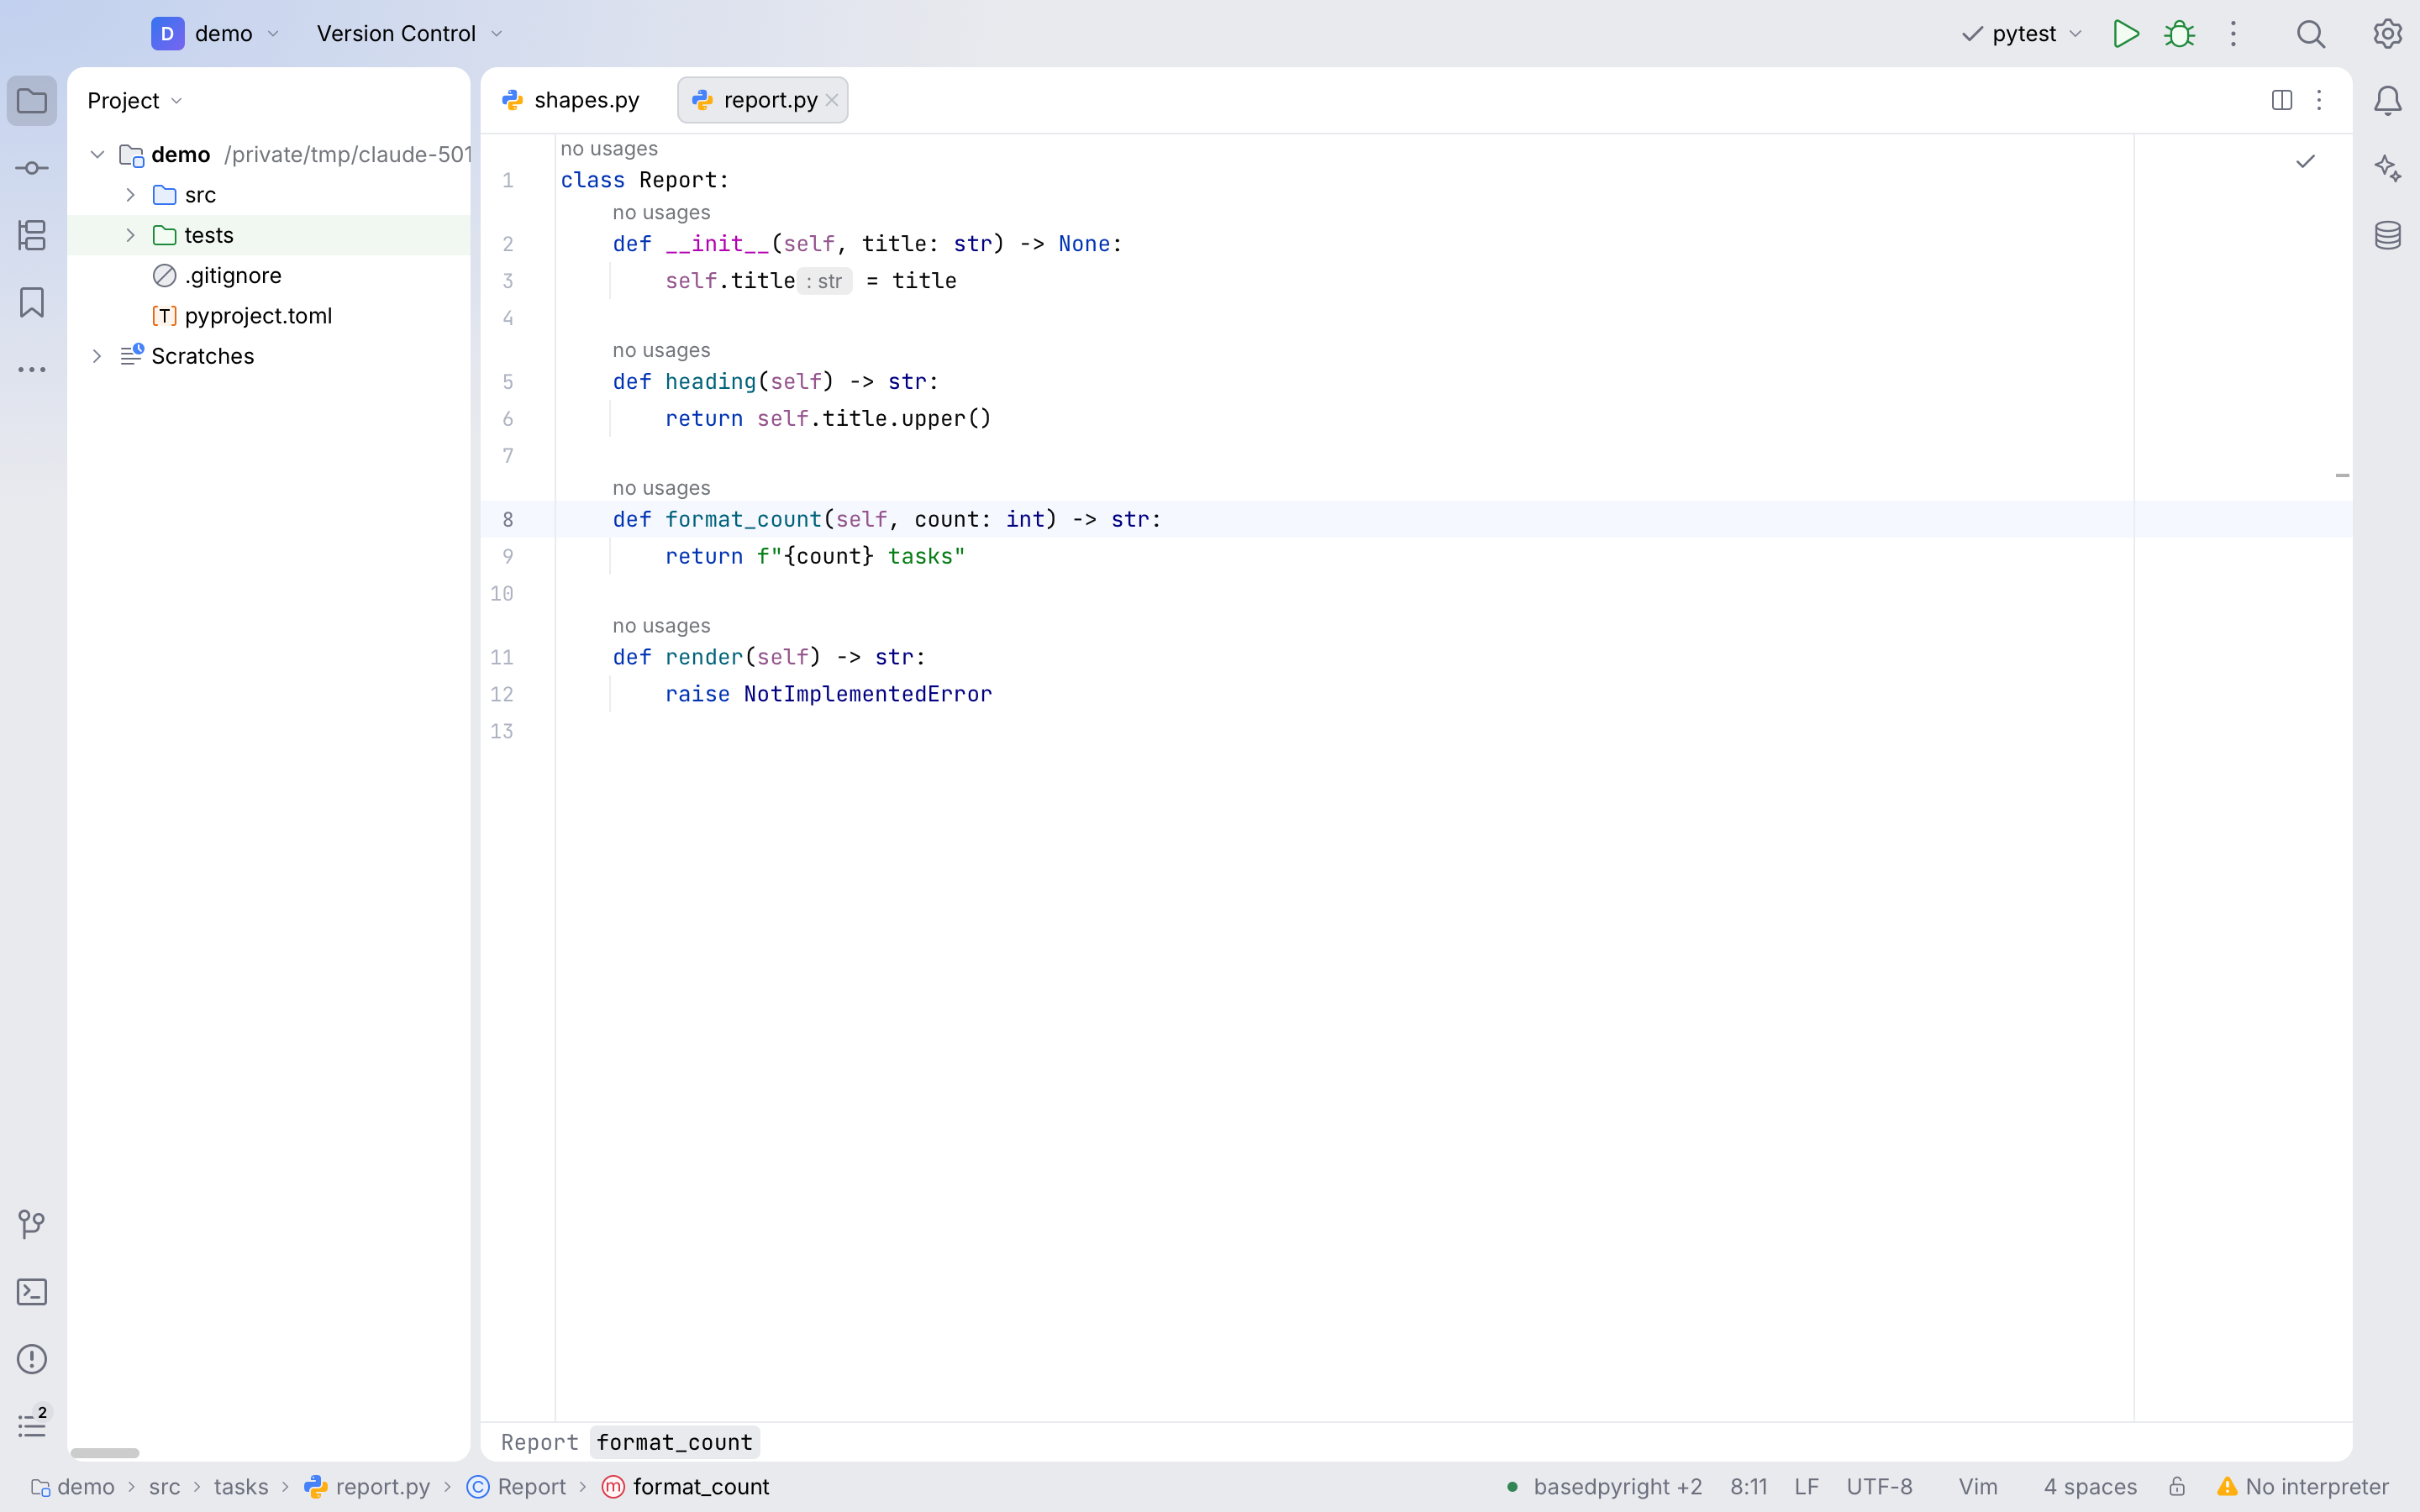 D demo Version Control pytest
Project
shapes.py report.py
demo /private/tmp/claude-501
src
tests
.gitignore
[T] pyproject.toml
Scratches
no usages
1 class Report:
no usages
2 def __init__(self, title: str) -> None:
3 self.title : str = title
4
no usages
5 def heading(self) -> str:
6 return self.title.upper()
7
no usages
8 def format_count(self, count: int) -> str:
9 return f"{count} tasks"
10
no usages
11 def render(self) -> str:
12 raise NotImplementedError
13
2
Report format_count
demo > src > tasks > report.py > C Report > m format_count basedpyright +2 8:11 LF UTF-8 Vim 4 spaces No interpreter